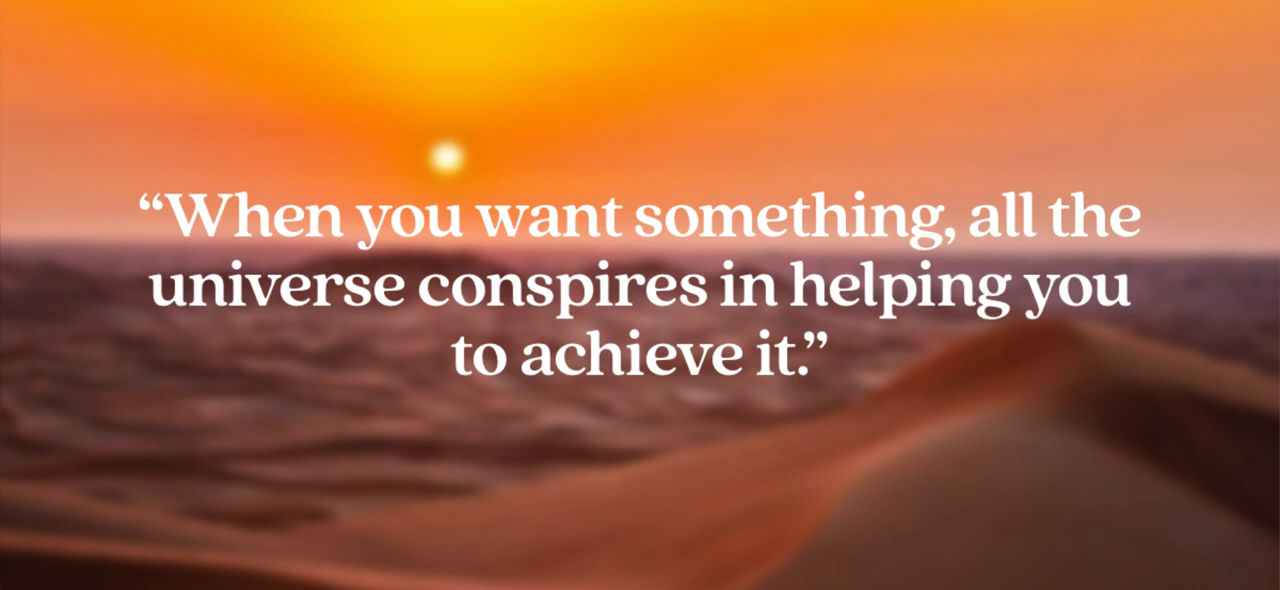 “When you want something, all the
universe conspires in helping you
to achieve it.”